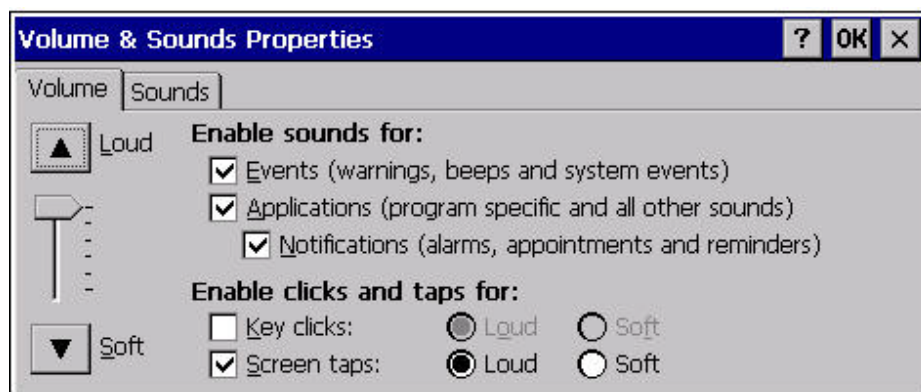 Volume & Sounds Properties ? OK ×
Volume Sounds
Loud
Enable sounds for:
Events (warnings, beeps and system events)
Applications (program specific and all other sounds)
Notifications (alarms, appointments and reminders)
Enable clicks and taps for:
Key clicks: Loud Soft
Soft
Screen taps: Loud Soft